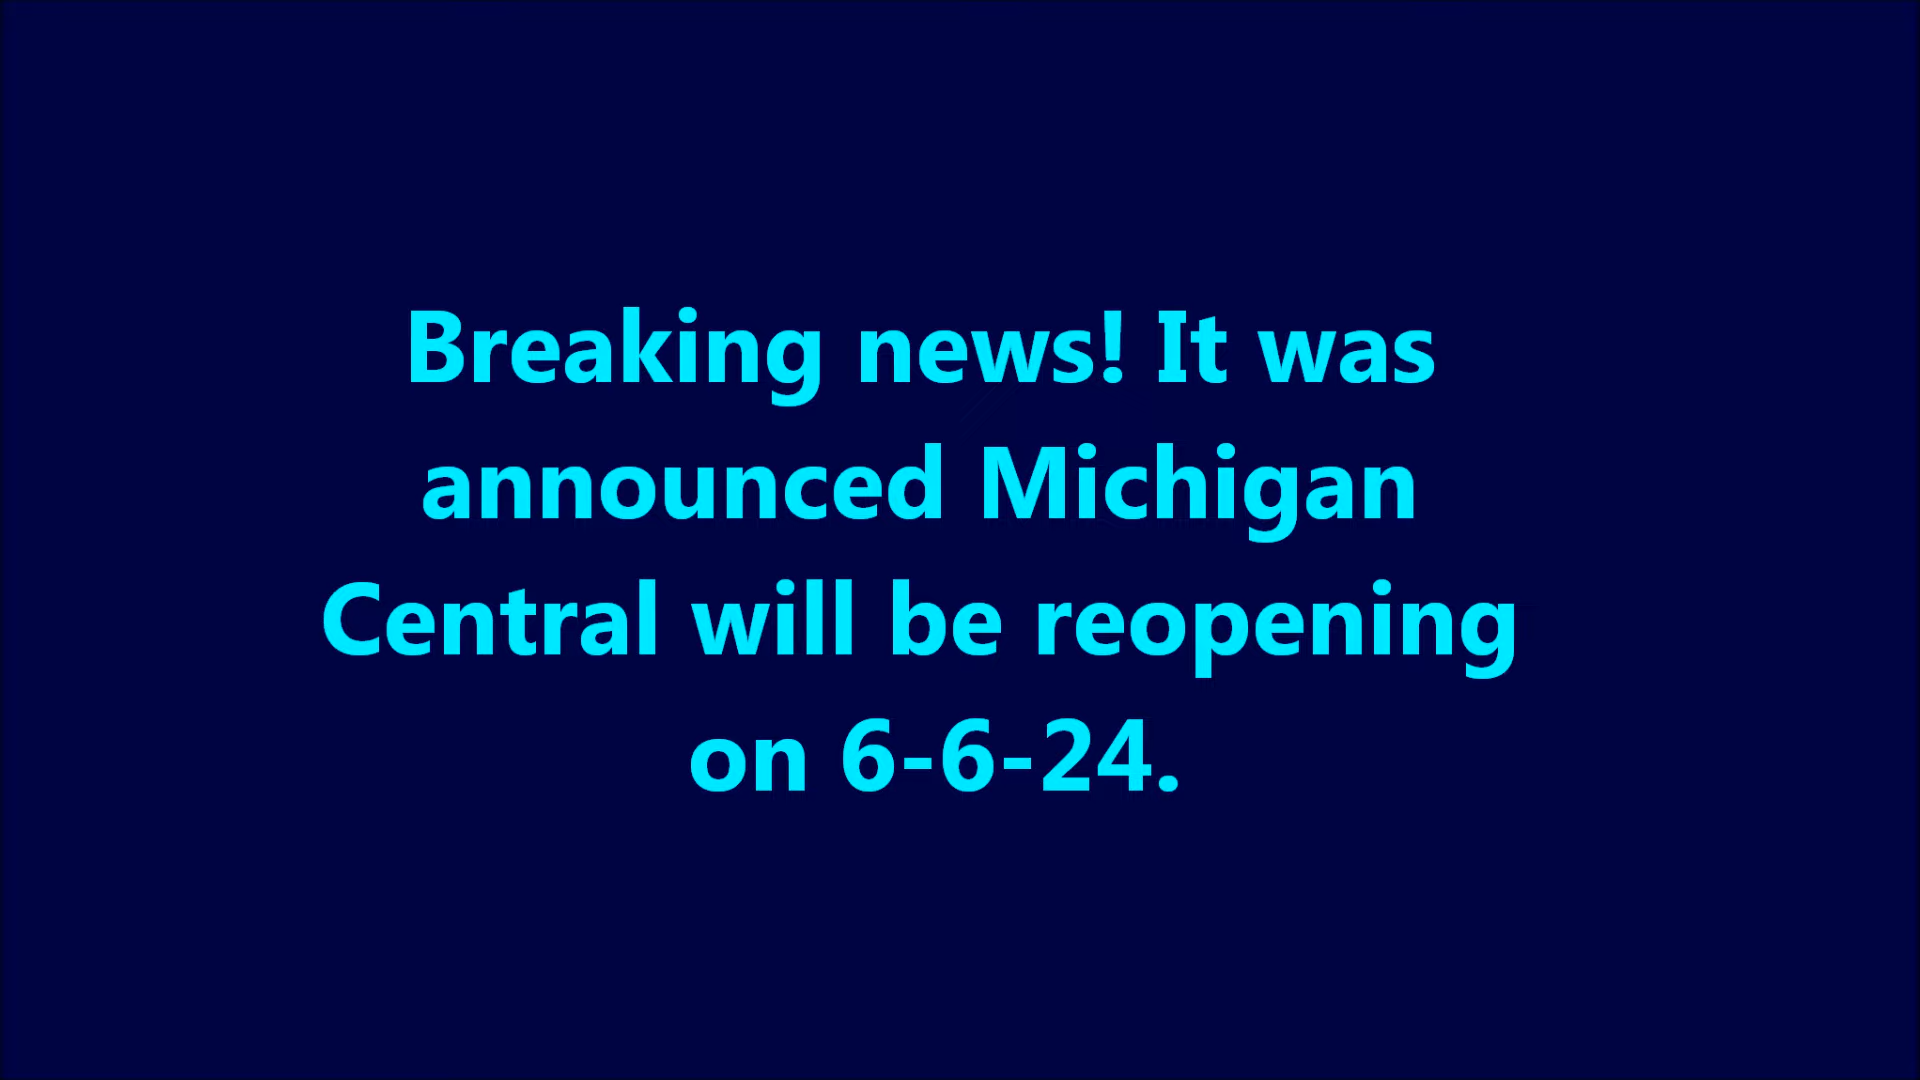 Breaking news! It was
announced Michigan
Central will be reopening
on 6-6-24.